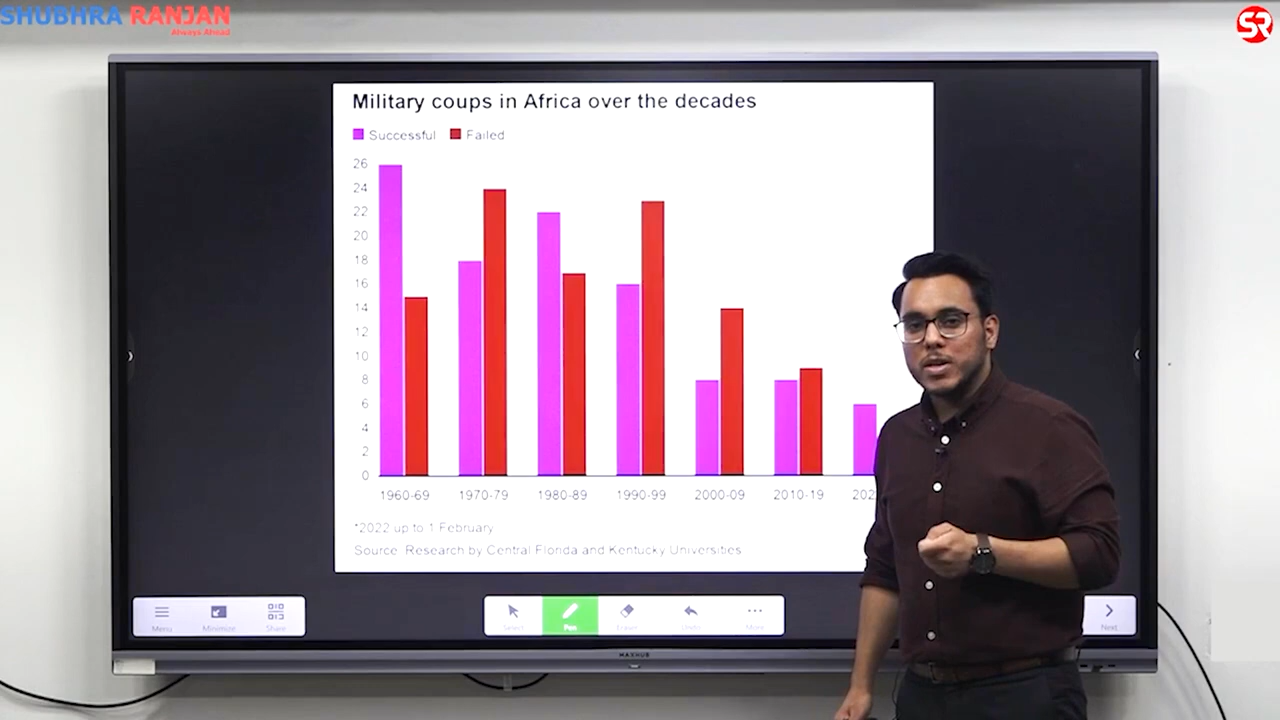 SHUBHRA RANJAN
Always Ahead
SR
Military coups in Africa over the decades
Successful Failed
26
24
22
20
18
16
14
12
10
8
6
4
2
0
1960-69 1970-79 1980-89 1990-99 2000-09 2010-19 202
*2022 up to 1 February
Source: Research by Central Florida and Kentucky Universities
Menu Minimize Share Select Pen Eraser Undo More Next
MAXHUB